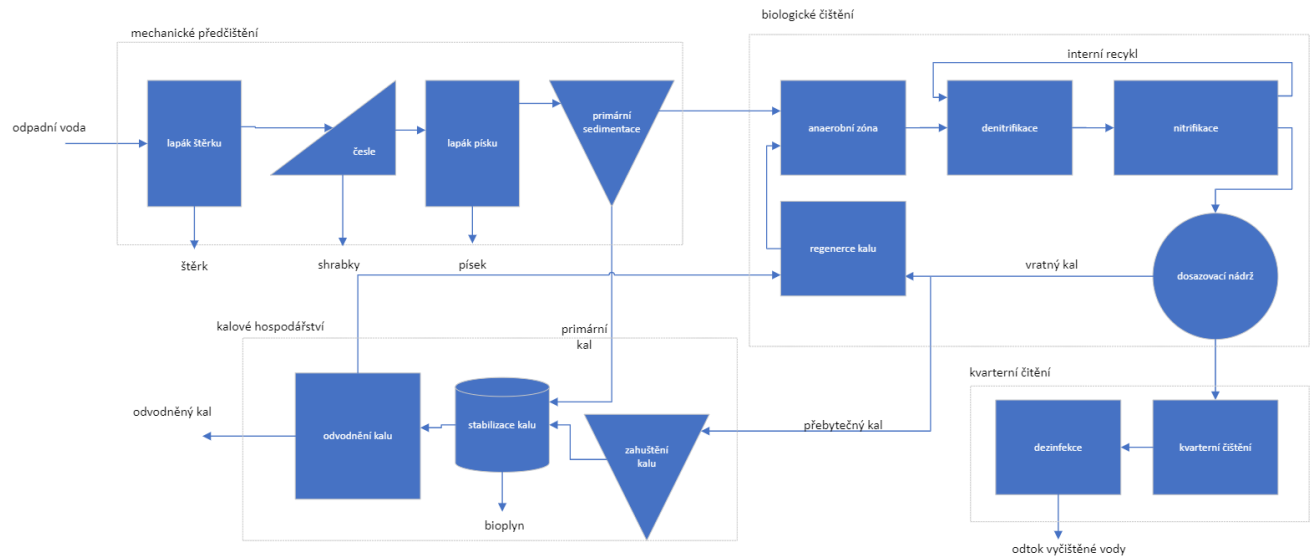 biologické čištění
mechanické předčištění
interní recykl
odpadní voda
lapák štěrku
česle
lapák písku
primární
sedimentace
anaerobní zóna
denitrifikace
nitrifikace
štěrk
shrabky
písek
regenerce kalu
vratný kal
dosazovací nádrž
kalové hospodářství
primární
kal
kvarterní čitění
odvodněný kal
odvodnění kalu
stabilizace kalu
zahuštění
kalu
přebytečný kal
dezinfekce
kvarterní čištění
bioplyn
odtok vyčištěné vody